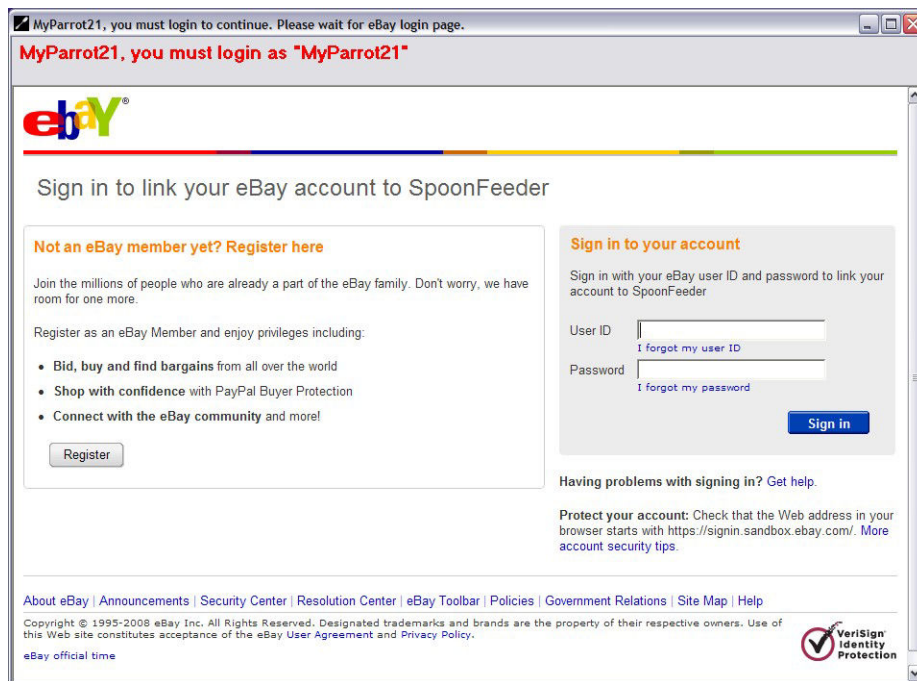 MyParrot21, you must login to continue. Please wait for eBay login page.
MyParrot21, you must login as "MyParrot21"
ebaY®
Sign in to link your eBay account to SpoonFeeder
Not an eBay member yet? Register here
Join the millions of people who are already a part of the eBay family. Don't worry, we have
room for one more.
Register as an eBay Member and enjoy privileges including:
• Bid, buy and find bargains from all over the world
• Shop with confidence with PayPal Buyer Protection
• Connect with the eBay community and more!
Register
Sign in to your account
Sign in with your eBay user ID and password to link your
account to SpoonFeeder
User ID
I forgot my user ID
Password
I forgot my password
Sign in
Having problems with signing in? Get help.
Protect your account: Check that the Web address in your
browser starts with https://signin.sandbox.ebay.com/. More
account security tips.
About eBay | Announcements | Security Center | Resolution Center | eBay Toolbar | Policies | Government Relations | Site Map | Help
Copyright © 1995-2008 eBay Inc. All Rights Reserved. Designated trademarks and brands are the property of their respective owners. Use of
this Web site constitutes acceptance of the eBay User Agreement and Privacy Policy.
eBay official time
VeriSign
Identity
Protection